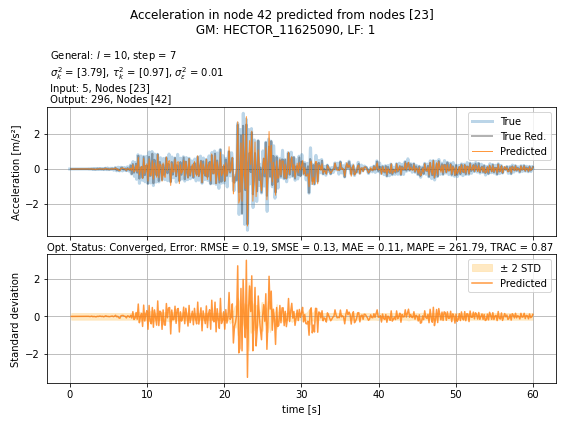 Acceleration in node 42 predicted from nodes [23]
GM: HECTOR_11625090, LF: 1
General: l = 10, step = 7
σ²_k = [3.79], τ²_k = [0.97], σ²_ε = 0.01
Input: 5, Nodes [23]
Output: 296, Nodes [42]
Acceleration [m/s²]
2
0
−2
True
True Red.
Predicted
Opt. Status: Converged, Error: RMSE = 0.19, SMSE = 0.13, MAE = 0.11, MAPE = 261.79, TRAC = 0.87
Standard deviation
2
0
−2
± 2 STD
Predicted
0 10 20 30 40 50 60
time [s]